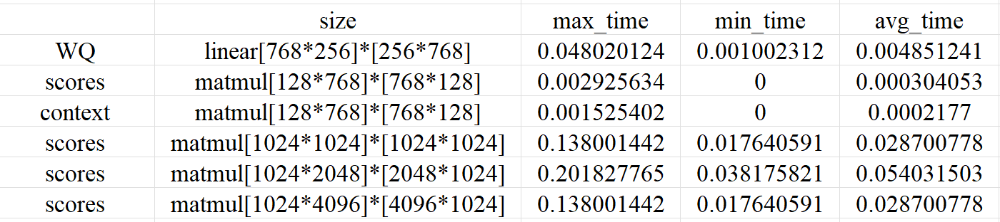 size max_time min_time avg_time
WQ linear[768*256]*[256*768] 0.048020124 0.001002312 0.004851241
scores matmul[128*768]*[768*128] 0.002925634 0 0.000304053
context matmul[128*768]*[768*128] 0.001525402 0 0.0002177
scores matmul[1024*1024]*[1024*1024] 0.138001442 0.017640591 0.028700778
scores matmul[1024*2048]*[2048*1024] 0.201827765 0.038175821 0.054031503
scores matmul[1024*4096]*[4096*1024] 0.138001442 0.017640591 0.028700778